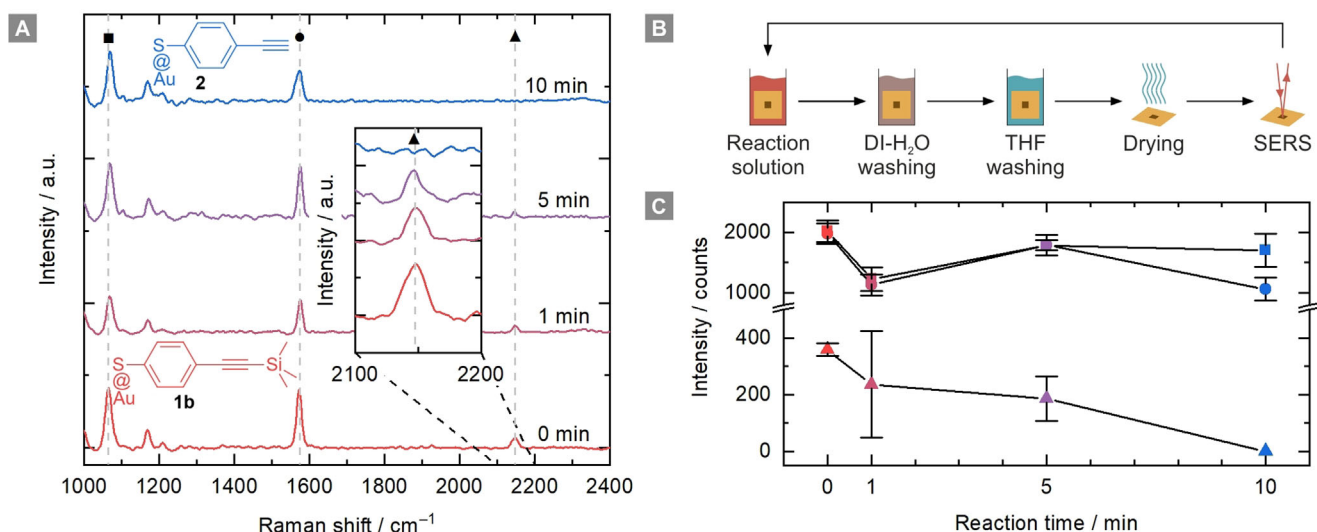 A
S
@
Au
2
10 min
5 min
1 min
0 min
S
@
Au
Si
1b
Intensity / a.u.
2100 2200
Intensity / a.u.
1000 1200 1400 1600 1800 2000 2200 2400
Raman shift / cm⁻¹
B
Reaction
solution
DI-H₂O
washing
THF
washing
Drying
SERS
C
2000
1000
400
200
0
Intensity / counts
0 1 5 10
Reaction time / min